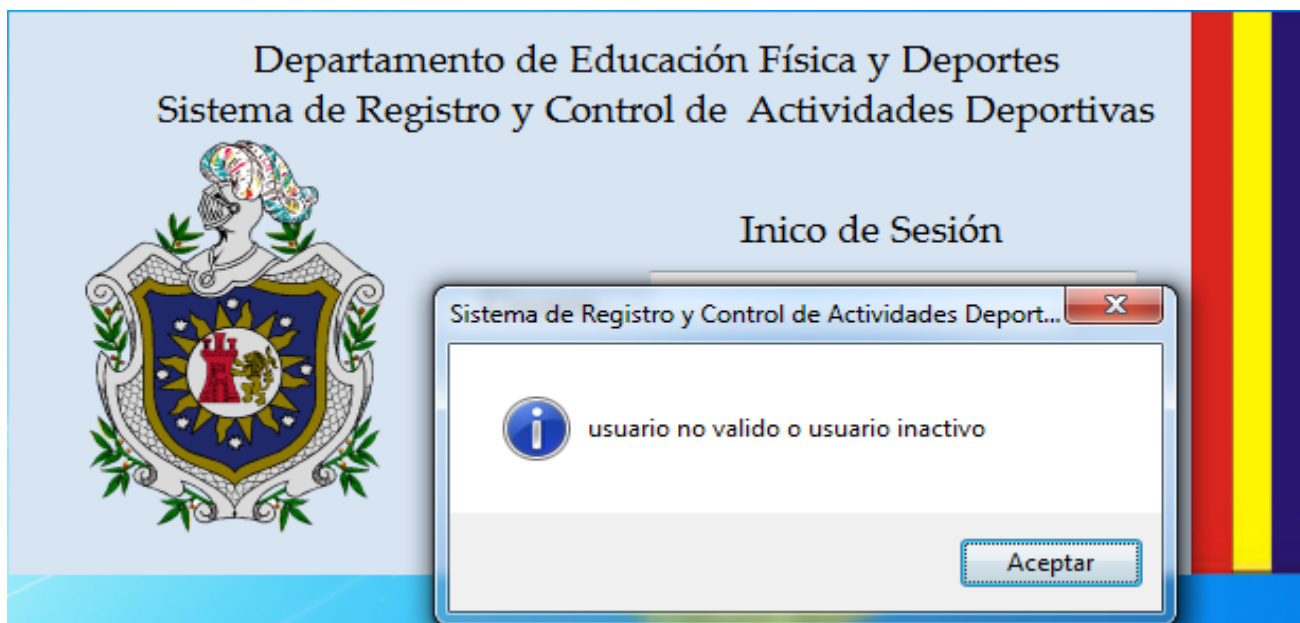 Departamento de Educación Física y Deportes
Sistema de Registro y Control de Actividades Deportivas
Inico de Sesión
Sistema de Registro y Control de Actividades Deport...
usuario no valido o usuario inactivo
Aceptar